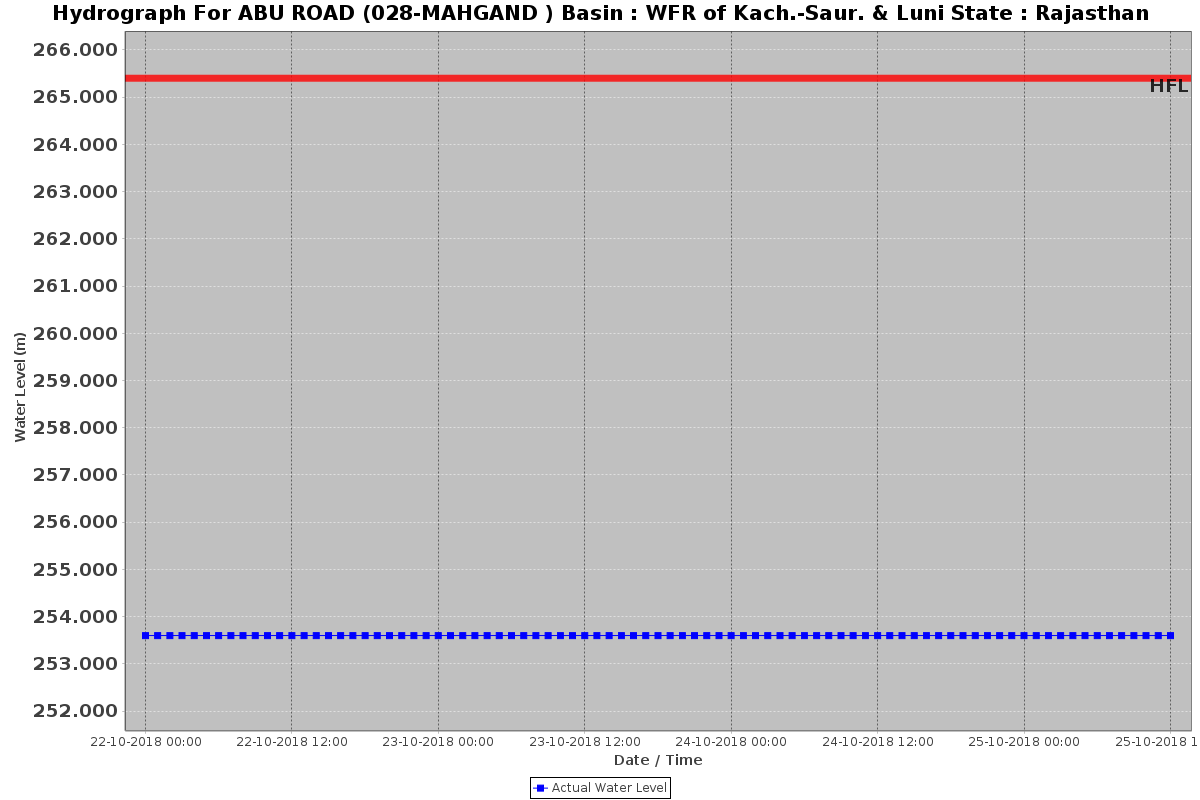 Hydrograph For ABU ROAD (028-MAHGAND ) Basin : WFR of Kach.-Saur. & Luni State : Rajasthan
266.000
HFL
265.000
264.000
263.000
262.000
261.000
260.000
259.000
258.000
257.000
256.000
255.000
254.000
253.000
252.000
Water Level (m)
22-10-2018 00:00 22-10-2018 12:00 23-10-2018 00:00 23-10-2018 12:00 24-10-2018 00:00 24-10-2018 12:00 25-10-2018 00:00 25-10-2018 1
Date / Time
Actual Water Level